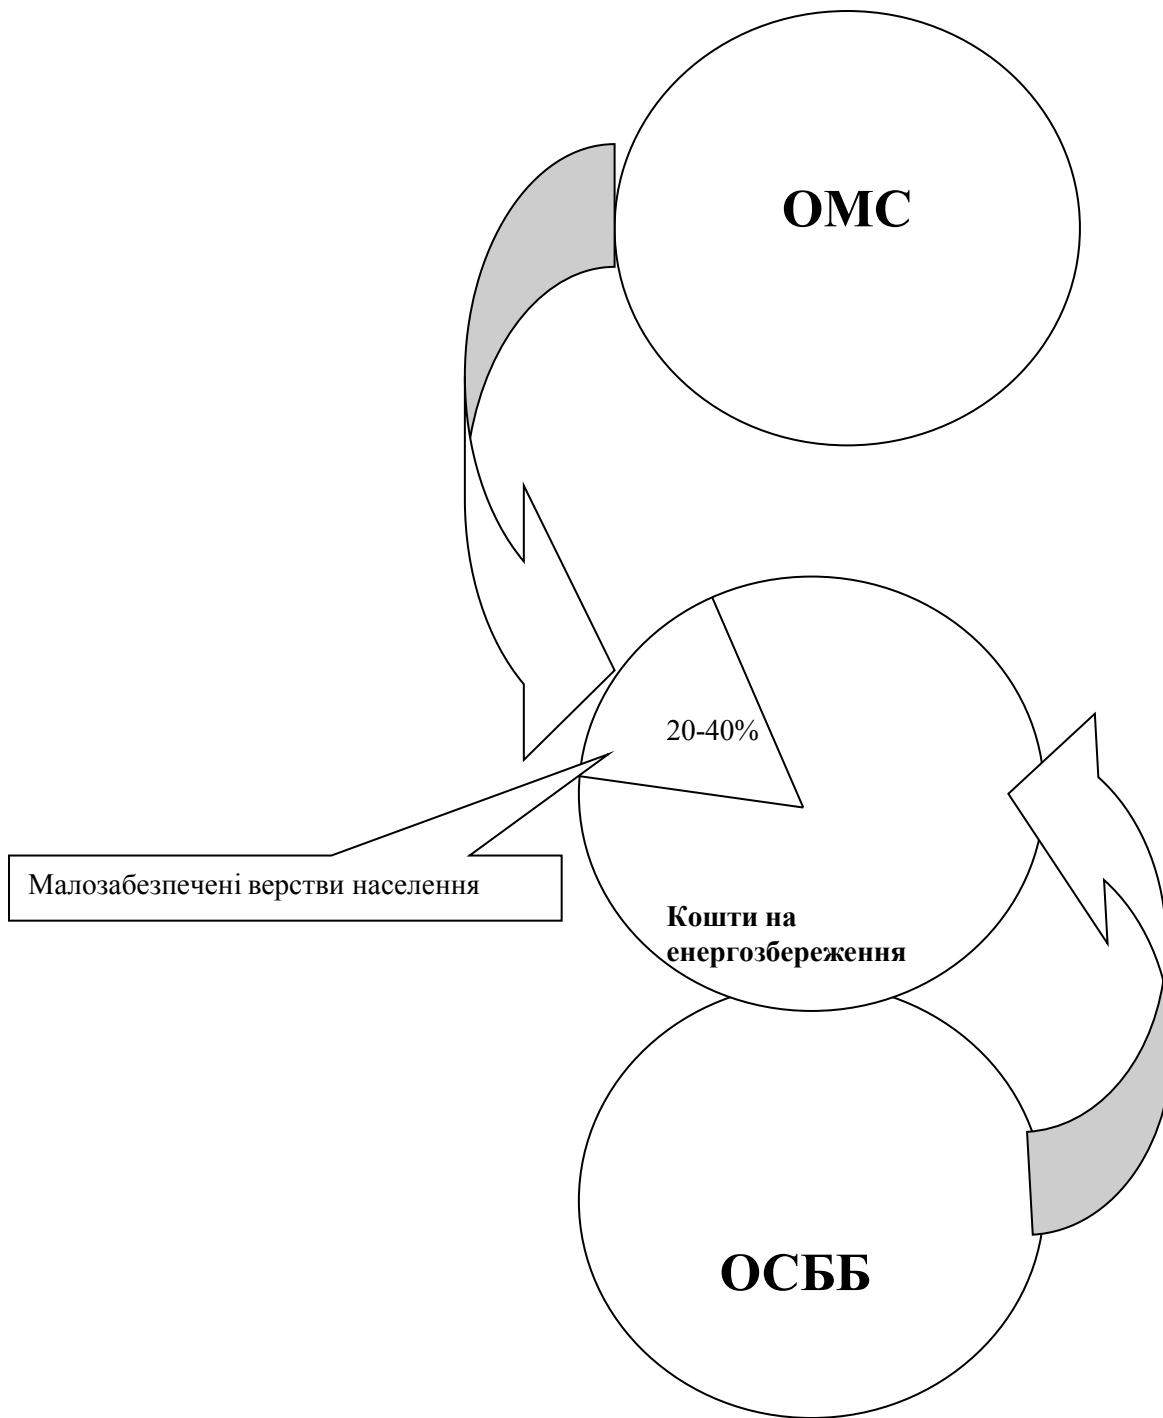 ОМС
20-40%
Малозабезпечені верстви населення
Кошти на
енергозбереження
ОСББ